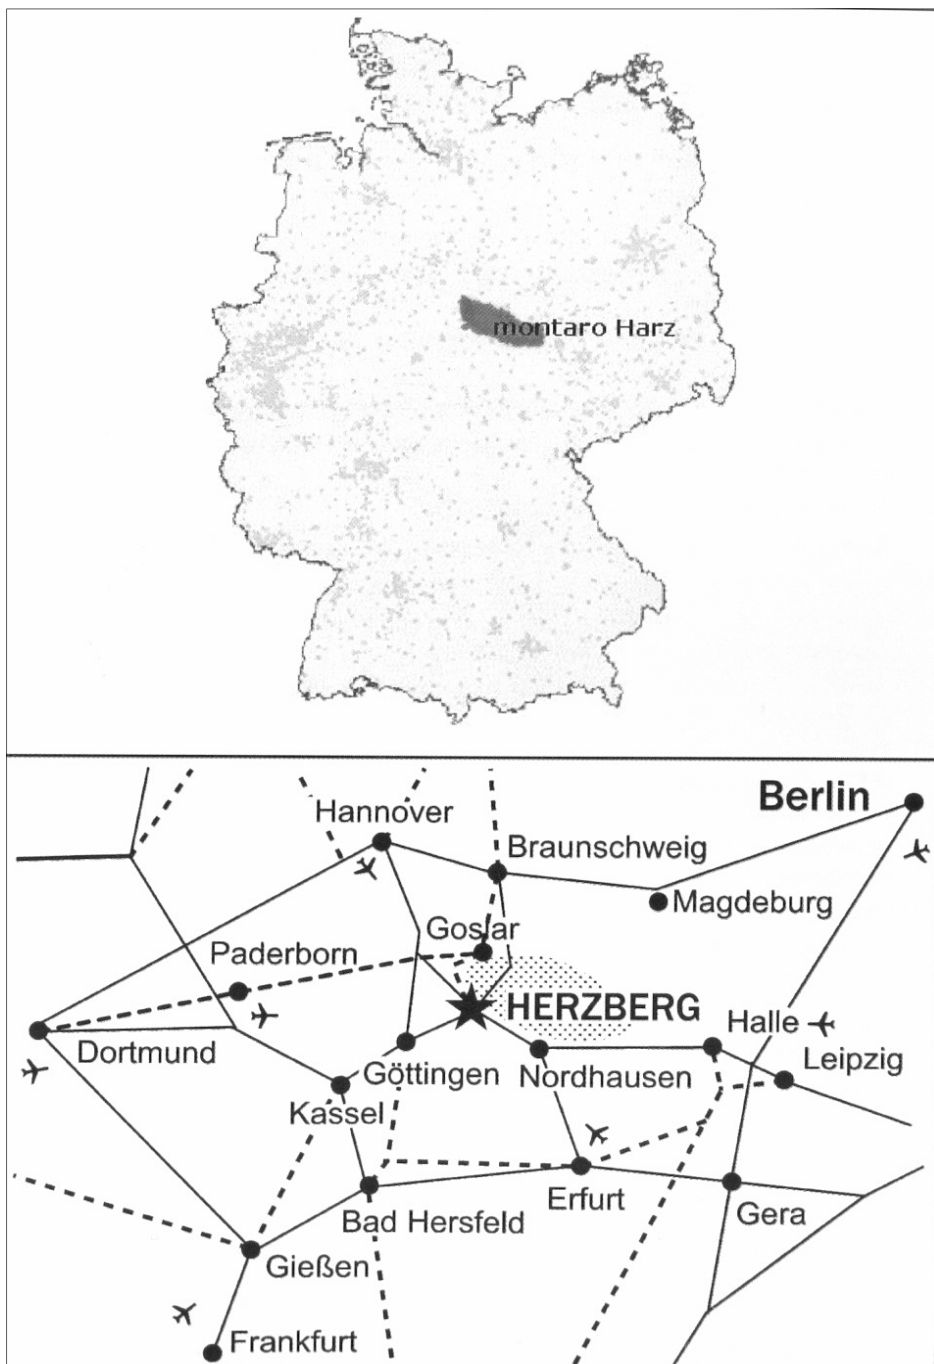 montaro Harz
Berlin
Hannover
Braunschweig
Magdeburg
Goslar
Paderborn
HERZBERG
Halle
Dortmund
Göttingen
Nordhausen
Leipzig
Kassel
Erfurt
Gera
Bad Hersfeld
Gießen
Frankfurt